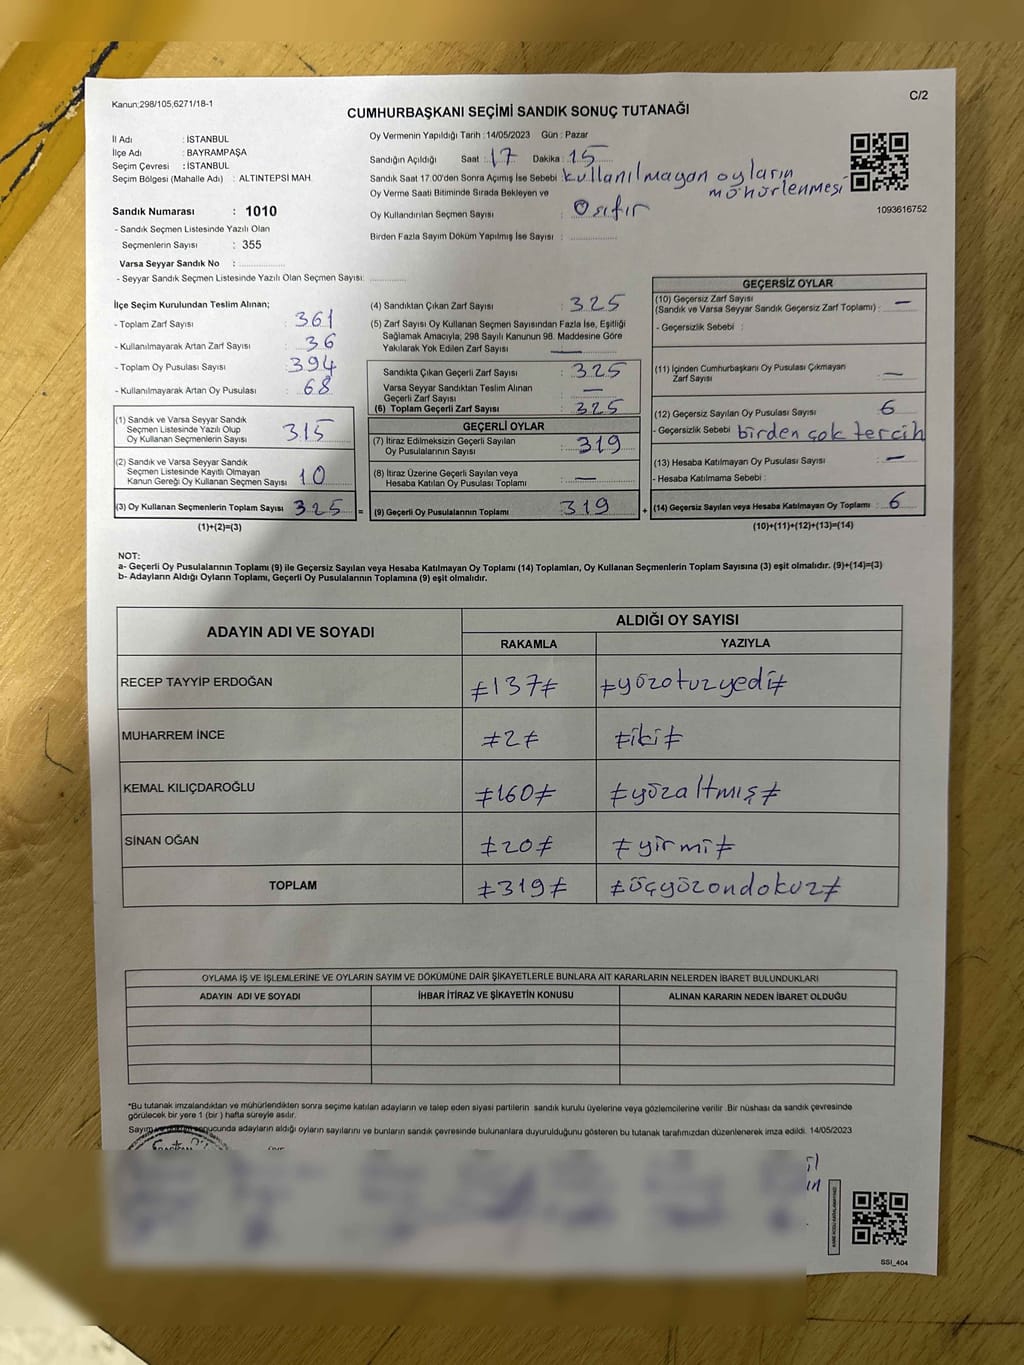 Kanun;298/105;6271/18-1
C/2
CUMHURBAŞKANI SEÇİMİ SANDIK SONUÇ TUTANAĞI
İl Adı : İSTANBUL
İlçe Adı : BAYRAMPAŞA
Seçim Çevresi : İSTANBUL
Seçim Bölgesi (Mahalle Adı) : ALTINTEPSİ MAH.
Sandık Numarası : 1010
- Sandık Seçmen Listesinde Yazılı Olan
Seçmenlerin Sayısı : 355
Varsa Seyyar Sandık No :
- Seyyar Sandık Seçmen Listesinde Yazılı Olan Seçmen Sayısı:
Oy Vermenin Yapıldığı Tarih :14/05/2023 Gün : Pazar
Sandığın Açıldığı Saat : 17 Dakika : 15
Sandık Saat 17.00'den Sonra Açımış İse Sebebi kullanılmayan oyların
mühürlenmesi
Oy Verme Saati Bitiminde Sırada Bekleyen ve
Oy Kullandırılan Seçmen Sayısı : 0 sıfır
Birden Fazla Sayım Döküm Yapılmış İse Sayısı :
1093616752
İlçe Seçim Kurulundan Teslim Alınan;
- Toplam Zarf Sayısı : 361
- Kullanılmayarak Artan Zarf Sayısı : 36
- Toplam Oy Pusulası Sayısı : 394
- Kullanılmayarak Artan Oy Pusulası : 68
(1) Sandık ve Varsa Seyyar Sandık
Seçmen Listesinde Yazılı Olup
Oy Kullanan Seçmenlerin Sayısı : 315
(2) Sandık ve Varsa Seyyar Sandık
Seçmen Listesinde Kayıtlı Olmayan
Kanun Gereği Oy Kullanan Seçmen Sayısı : 10
(3) Oy Kullanan Seçmenlerin Toplam Sayısı : 325 =
(1)+(2)=(3)
(4) Sandıktan Çıkan Zarf Sayısı : 325
(5) Zarf Sayısı Oy Kullanan Seçmen Sayısından Fazla İse, Eşitliği
Sağlamak Amacıyla; 298 Sayılı Kanunun 98. Maddesine Göre
Yakılarak Yok Edilen Zarf Sayısı : —
Sandıkta Çıkan Geçerli Zarf Sayısı : 325
Varsa Seyyar Sandıktan Teslim Alınan
Geçerli Zarf Sayısı : —
(6) Toplam Geçerli Zarf Sayısı : 325
GEÇERLİ OYLAR
(7) İtiraz Edilmeksizin Geçerli Sayılan
Oy Pusulalarının Sayısı : 319
(8) İtiraz Üzerine Geçerli Sayılan veya
Hesaba Katılan Oy Pusulası Toplamı : —
(9) Geçerli Oy Pusulalarının Toplamı : 319 +
GEÇERSİZ OYLAR
(10) Geçersiz Zarf Sayısı
(Sandık ve Varsa Seyyar Sandık Geçersiz Zarf Toplamı) : —
- Geçersizlik Sebebi :
(11) İçinden Cumhurbaşkanı Oy Pusulası Çıkmayan
Zarf Sayısı : —
(12) Geçersiz Sayılan Oy Pusulası Sayısı : 6
- Geçersizlik Sebebi : birden çok tercih
(13) Hesaba Katılmayan Oy Pusulası Sayısı : —
- Hesaba Katılmama Sebebi :
(14) Geçersiz Sayılan veya Hesaba Katılmayan Oy Toplamı : 6
(10)+(11)+(12)+(13)=(14)
NOT:
a- Geçerli Oy Pusulalarının Toplamı (9) ile Geçersiz Sayılan veya Hesaba Katılmayan Oy Toplamı (14) Toplamları, Oy Kullanan Seçmenlerin Toplam Sayısına (3) eşit olmalıdır. (9)+(14)=(3)
b- Adayların Aldığı Oyların Toplamı, Geçerli Oy Pusulalarının Toplamına (9) eşit olmalıdır.
ADAYIN ADI VE SOYADI ALDIĞI OY SAYISI
RAKAMLA YAZIYLA
RECEP TAYYİP ERDOĞAN ≠137≠ ≠yüzotuzyedi≠
MUHARREM İNCE ≠2≠ ≠iki≠
KEMAL KILIÇDAROĞLU ≠160≠ ≠yüzaltmış≠
SİNAN OĞAN ≠20≠ ≠yirmi≠
TOPLAM ≠319≠ ≠üçyüzondokuz≠
OYLAMA İŞ VE İŞLEMLERİNE VE OYLARIN SAYIM VE DÖKÜMÜNE DAİR ŞİKAYETLERLE BUNLARA AİT KARARLARIN NELERDEN İBARET BULUNDUKLARI
ADAYIN ADI VE SOYADI İHBAR İTİRAZ VE ŞİKAYETİN KONUSU ALINAN KARARIN NEDEN İBARET OLDUĞU
*Bu tutanak imzalandıktan ve mühürlendikten sonra seçime katılan adayların ve talep eden siyasi partilerin sandık kurulu üyelerine veya gözlemcilerine verilir .Bir nüshası da sandık çevresinde
görülecek bir yere 1 (bir ) hafta süreyle asılır.
sonucunda adayların aldığı oyların sayılarını ve bunların sandık çevresinde bulunanlara duyurulduğunu gösteren bu tutanak tarafımızdan düzenlenerek imza edildi. 14/05/2023
SSI_404